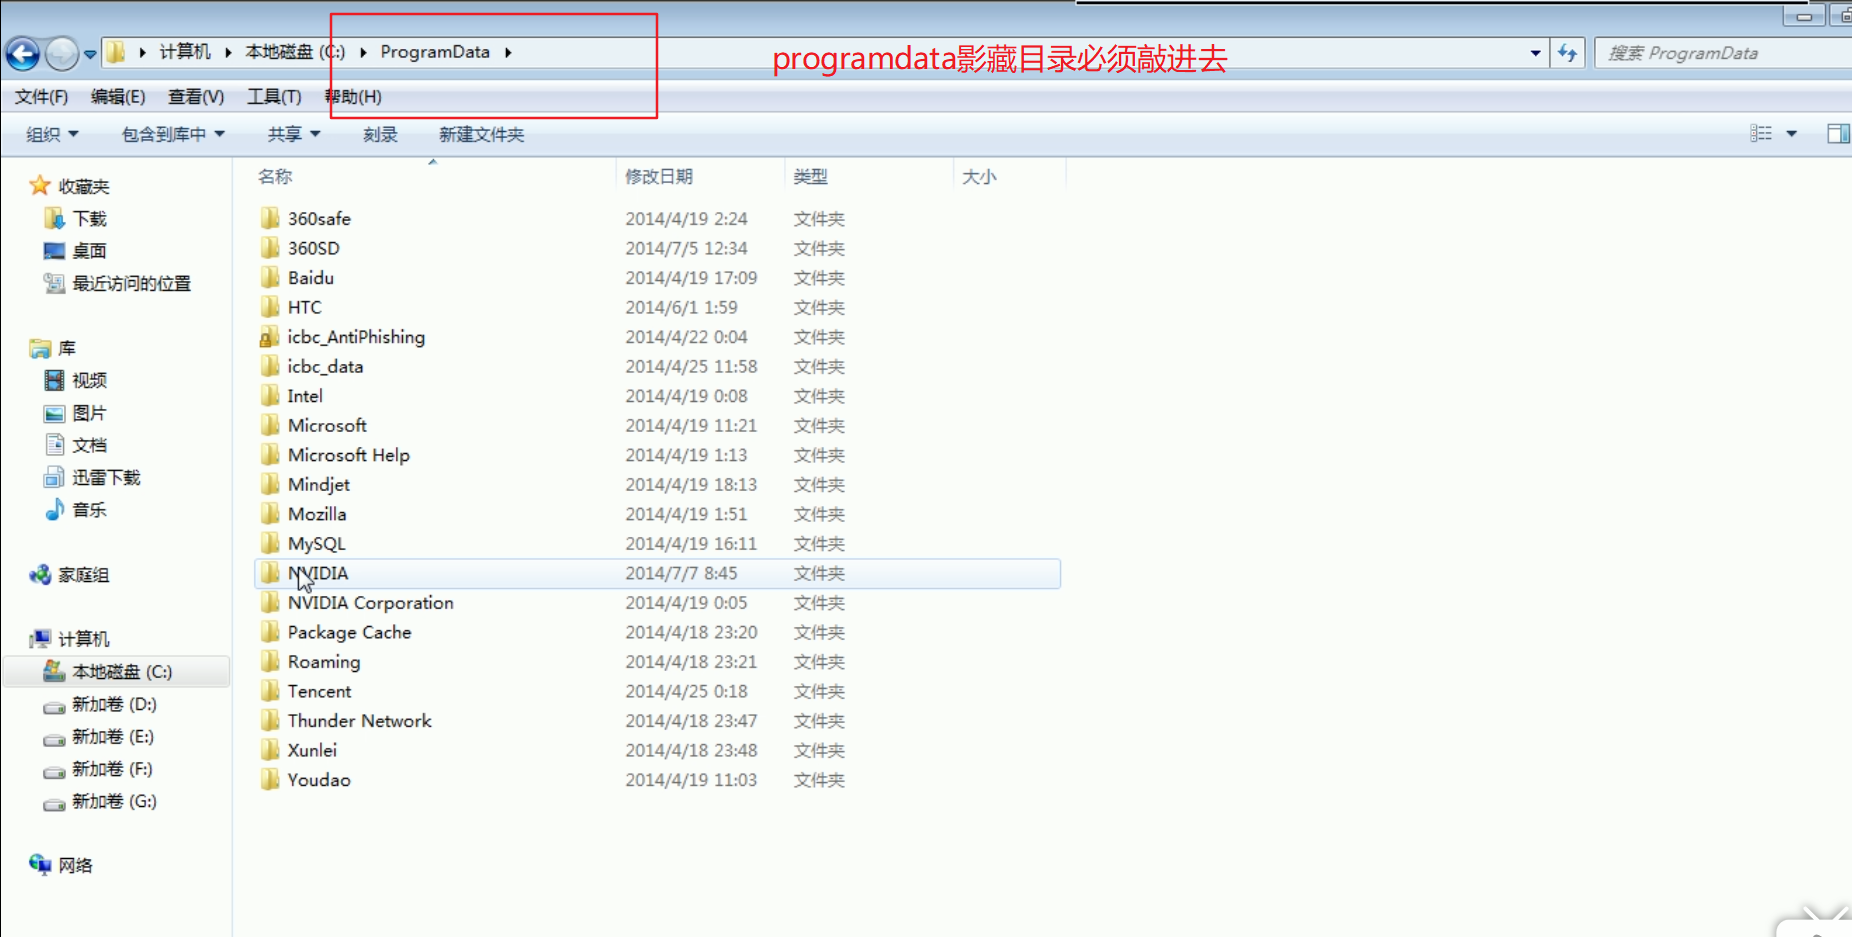 计算机 本地磁盘 (C:) ProgramData
programdata影藏目录必须敲进去
搜索 ProgramData
文件(F) 编辑(E) 查看(V) 工具(T) 帮助(H)
组织 包含到库中 共享 刻录 新建文件夹
收藏夹
下载
桌面
最近访问的位置
库
视频
图片
文档
迅雷下载
音乐
家庭组
计算机
本地磁盘 (C:)
新加卷 (D:)
新加卷 (E:)
新加卷 (F:)
新加卷 (G:)
网络
名称 修改日期 类型 大小
360safe 2014/4/19 2:24 文件夹
360SD 2014/7/5 12:34 文件夹
Baidu 2014/4/19 17:09 文件夹
HTC 2014/6/1 1:59 文件夹
icbc_AntiPhishing 2014/4/22 0:04 文件夹
icbc_data 2014/4/25 11:58 文件夹
Intel 2014/4/19 0:08 文件夹
Microsoft 2014/4/19 11:21 文件夹
Microsoft Help 2014/4/19 1:13 文件夹
Mindjet 2014/4/19 18:13 文件夹
Mozilla 2014/4/19 1:51 文件夹
MySQL 2014/4/19 16:11 文件夹
NVIDIA 2014/7/7 8:45 文件夹
NVIDIA Corporation 2014/4/19 0:05 文件夹
Package Cache 2014/4/18 23:20 文件夹
Roaming 2014/4/18 23:21 文件夹
Tencent 2014/4/25 0:18 文件夹
Thunder Network 2014/4/18 23:47 文件夹
Xunlei 2014/4/18 23:48 文件夹
Youdao 2014/4/19 11:03 文件夹